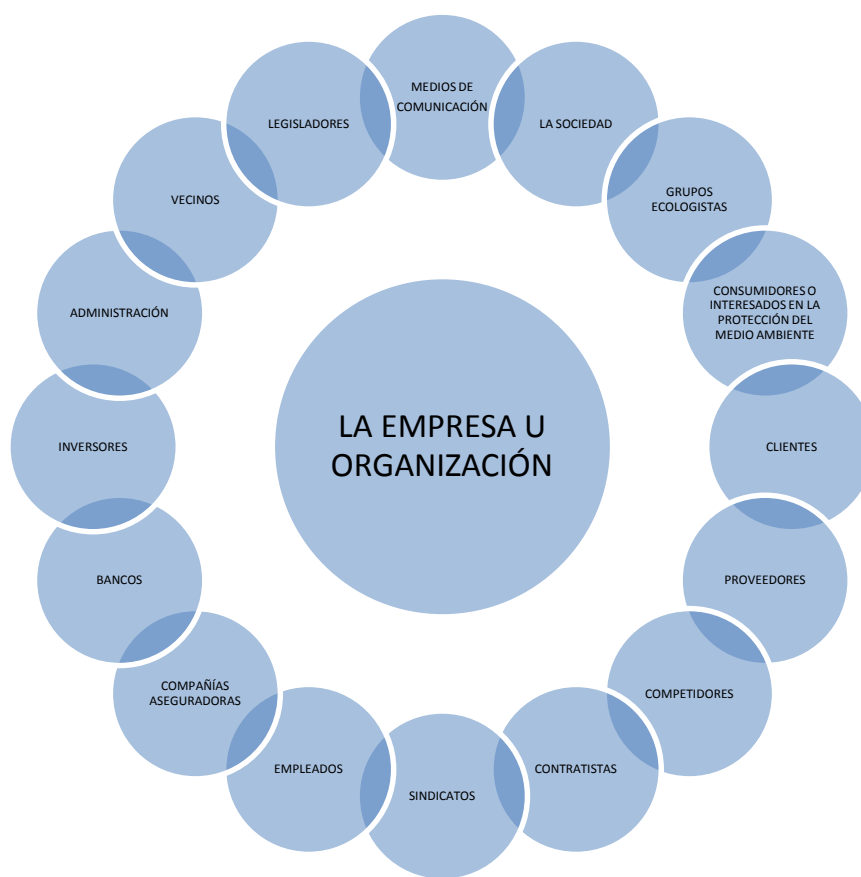 MEDIOS DE
COMUNICACIÓN
LA SOCIEDAD
GRUPOS
ECOLOGISTAS
CONSUMIDORES O
INTERESADOS EN LA
PROTECCIÓN DEL
MEDIO AMBIENTE
CLIENTES
PROVEEDORES
COMPETIDORES
CONTRATISTAS
SINDICATOS
EMPLEADOS
COMPAÑÍAS
ASEGURADORAS
BANCOS
INVERSORES
ADMINISTRACIÓN
VECINOS
LEGISLADORES
LA EMPRESA U
ORGANIZACIÓN